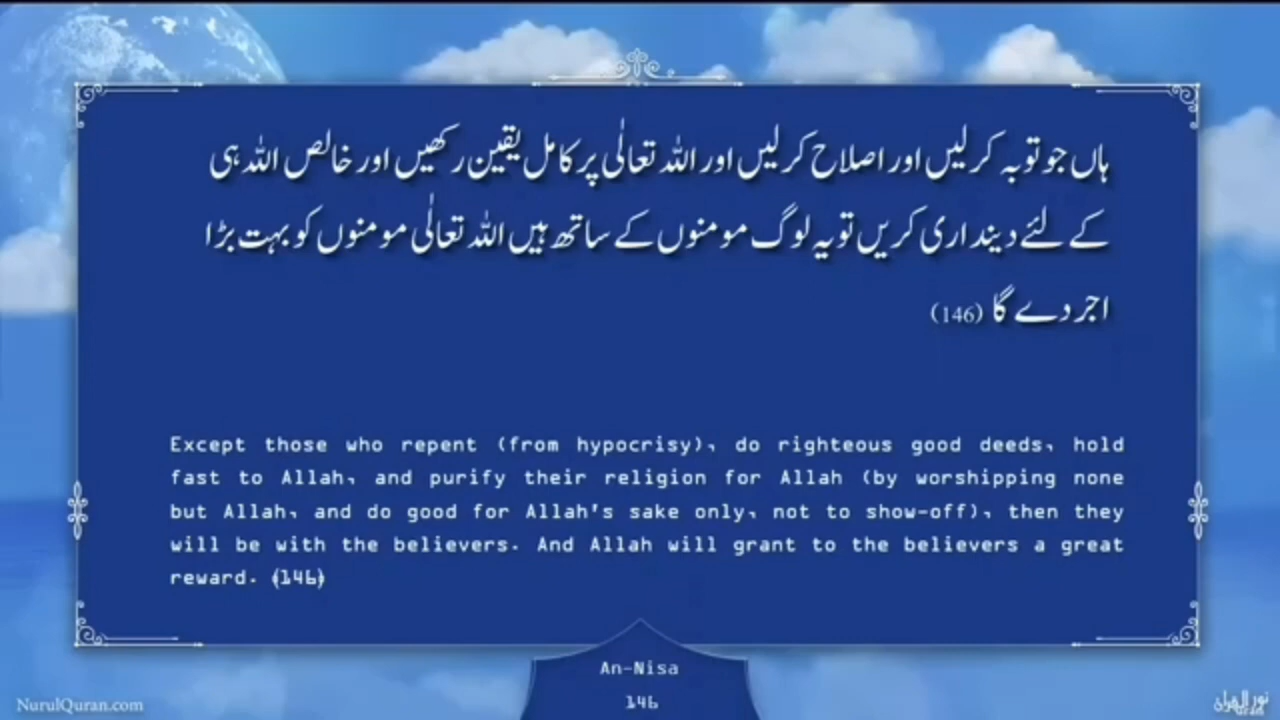 ہاں جو توبہ کرلیں اور اصلاح کرلیں اور اللہ تعالٰی پر کامل یقین رکھیں اور خالص اللہ ہی
کے لئے دینداری کریں تو یہ لوگ مومنوں کے ساتھ ہیں اللہ تعالٰی مومنوں کو بہت بڑا
اجر دے گا (146)
Except those who repent (from hypocrisy), do righteous good deeds, hold
fast to Allah, and purify their religion for Allah (by worshipping none
but Allah, and do good for Allah's sake only, not to show-off), then they
will be with the believers. And Allah will grant to the believers a great
reward. (146)
An-Nisa
146
NurulQuran.com